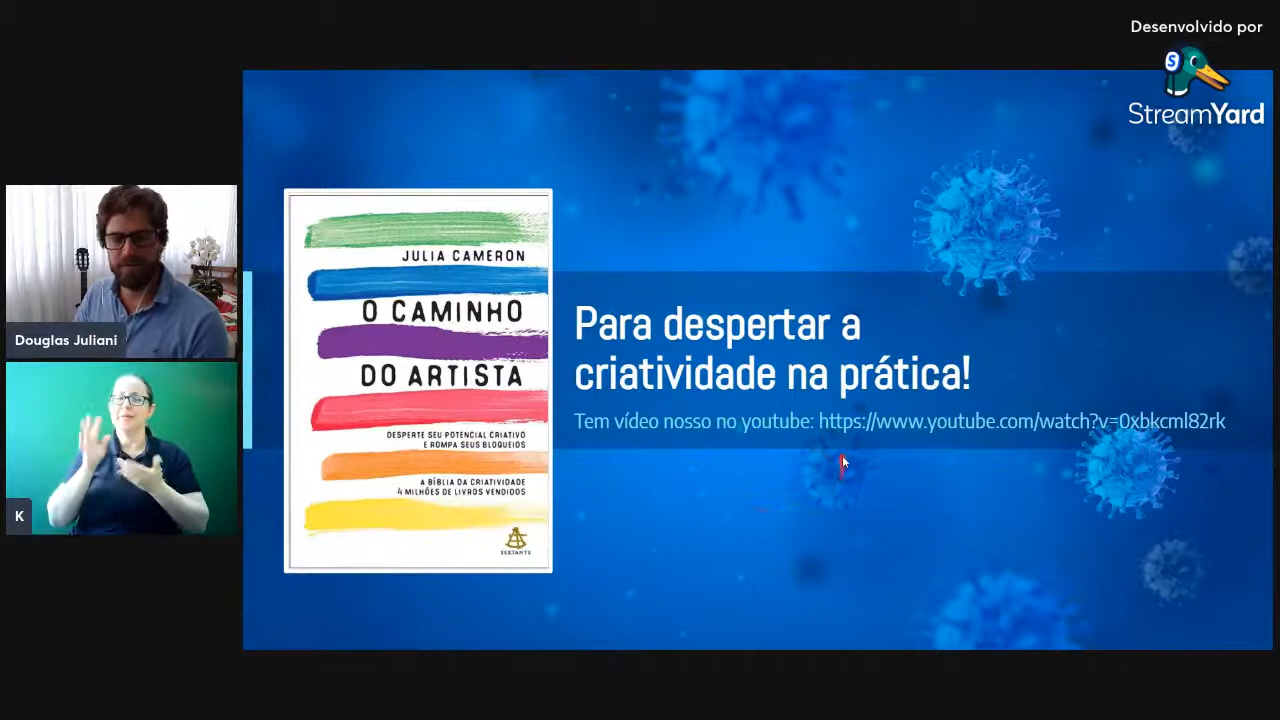 Desenvolvido por
S
StreamYard
Douglas Juliani
K
JULIA CAMERON
O CAMINHO
DO ARTISTA
DESPERTE SEU POTENCIAL CRIATIVO
E ROMPA SEUS BLOQUEIOS
A BÍBLIA DA CRIATIVIDADE
4 MILHÕES DE LIVROS VENDIDOS
SEXTANTE
Para despertar a
criatividade na prática!
Tem vídeo nosso no youtube: https://www.youtube.com/watch?v=0xbkcml82rk